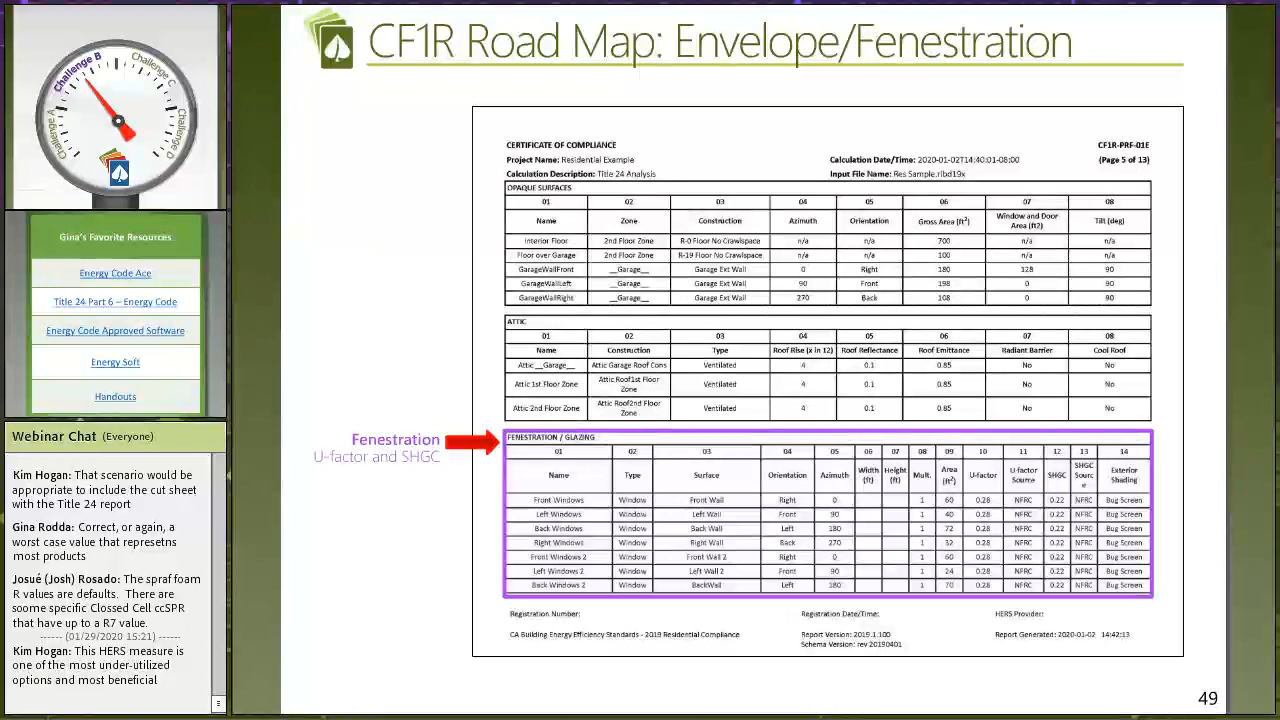 CF1R Road Map: Envelope/Fenestration
Challenge A
Challenge B
Challenge C
Challenge D
Gina's Favorite Resources
Energy Code Ace
Title 24 Part 6 – Energy Code
Energy Code Approved Software
Energy Soft
Handouts
Webinar Chat (Everyone)
Kim Hogan: That scenario would be
appropriate to include the cut sheet
with the Title 24 report
Gina Rodda: Correct, or again, a
worst case value that represetns
most products
Josué (Josh) Rosado: The spraf foam
R values are defaults. There are
soome specific Clossed Cell ccSPR
that have up to a R7 value.
------ (01/29/2020 15:21) ------
Kim Hogan: This HERS measure is
one of the most under-utilized
options and most beneficial
Fenestration
U-factor and SHGC
CERTIFICATE OF COMPLIANCE CF1R-PRF-01E
Project Name: Residential Example Calculation Date/Time: 2020-01-02T14:40:01-08:00 (Page 5 of 13)
Calculation Description: Title 24 Analysis Input File Name: Res Sample.ribd19x
OPAQUE SURFACES
01 02 03 04 05 06 07 08
Name Zone Construction Azimuth Orientation Gross Area (ft²) Window and Door Area (ft2) Tilt (deg)
Interior Floor 2nd Floor Zone R-0 Floor No Crawlspace n/a n/a 700 n/a n/a
Floor over Garage 2nd Floor Zone R-19 Floor No Crawlspace n/a n/a 100 n/a n/a
GarageWallFront __Garage__ Garage Ext Wall 0 Right 180 128 90
GarageWallLeft __Garage__ Garage Ext Wall 90 Front 198 0 90
GarageWallRight __Garage__ Garage Ext Wall 270 Back 108 0 90
ATTIC
01 02 03 04 05 06 07 08
Name Construction Type Roof Rise (x in 12) Roof Reflectance Roof Emittance Radiant Barrier Cool Roof
Attic __Garage__ Attic Garage Roof Cons Ventilated 4 0.1 0.85 No No
Attic 1st Floor Zone Attic Roof1st Floor Zone Ventilated 4 0.1 0.85 No No
Attic 2nd Floor Zone Attic Roof2nd Floor Zone Ventilated 4 0.1 0.85 No No
FENESTRATION / GLAZING
01 02 03 04 05 06 07 08 09 10 11 12 13 14
Name Type Surface Orientation Azimuth Width (ft) Height (ft) Mult. Area (ft²) U-factor U-factor Source SHGC SHGC Sourc e Exterior Shading
Front Windows Window Front Wall Right 0 1 60 0.28 NFRC 0.22 NFRC Bug Screen
Left Windows Window Left Wall Front 90 1 40 0.28 NFRC 0.22 NFRC Bug Screen
Back Windows Window Back Wall Left 180 1 72 0.28 NFRC 0.22 NFRC Bug Screen
Right Windows Window Right Wall Back 270 1 32 0.28 NFRC 0.22 NFRC Bug Screen
Front Windows 2 Window Front Wall 2 Right 0 1 60 0.28 NFRC 0.22 NFRC Bug Screen
Left Windows 2 Window Left Wall 2 Front 90 1 24 0.28 NFRC 0.22 NFRC Bug Screen
Back Windows 2 Window BackWall Left 180 1 70 0.28 NFRC 0.22 NFRC Bug Screen
Registration Number: Registration Date/Time: HERS Provider:
CA Building Energy Efficiency Standards - 2019 Residential Compliance Report Version: 2019.1.100 Report Generated: 2020-01-02 14:42:13
Schema Version: rev 20190401
49